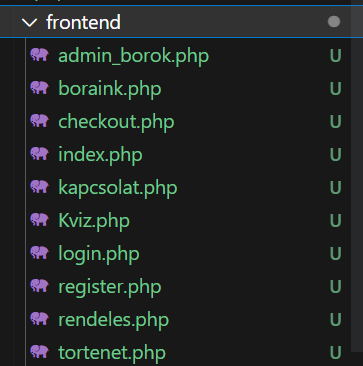 frontend
admin_borok.php U
boraink.php U
checkout.php U
index.php U
kapcsolat.php U
Kviz.php U
login.php U
register.php U
rendeles.php U
tortenet.php U